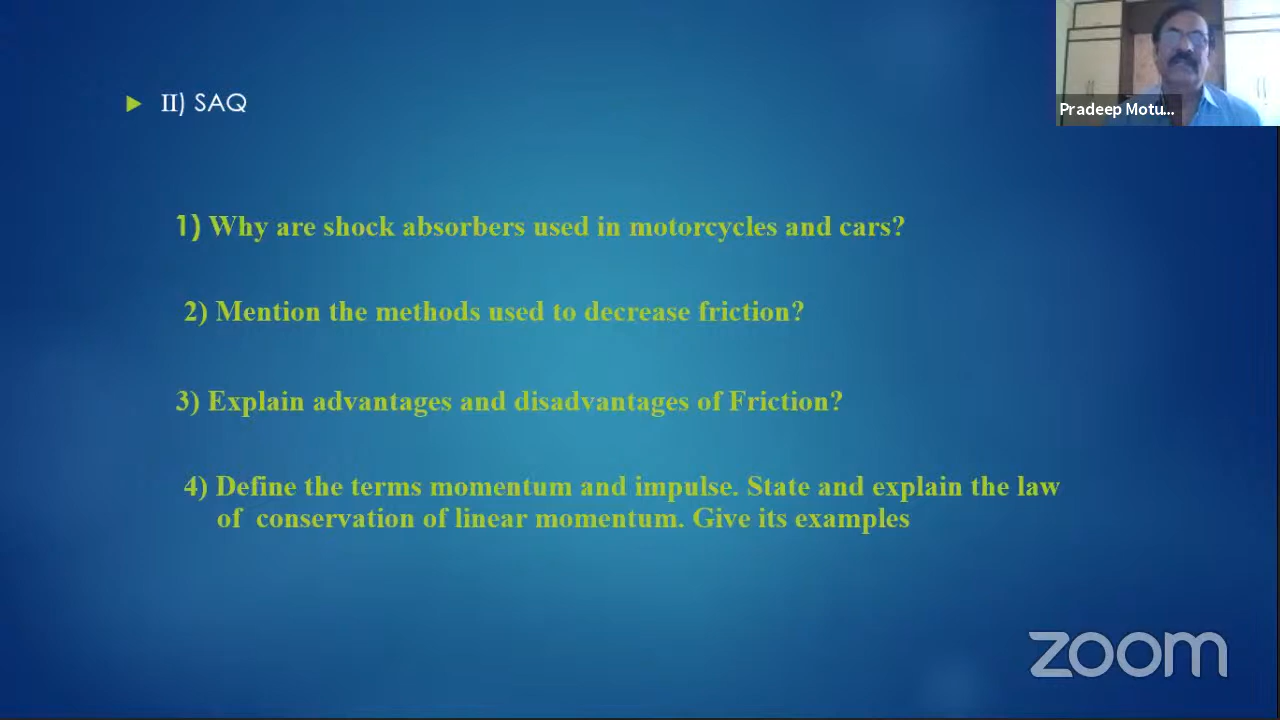 II) SAQ
Pradeep Motu...
1) Why are shock absorbers used in motorcycles and cars?
2) Mention the methods used to decrease friction?
3) Explain advantages and disadvantages of Friction?
4) Define the terms momentum and impulse. State and explain the law
of conservation of linear momentum. Give its examples
zoom